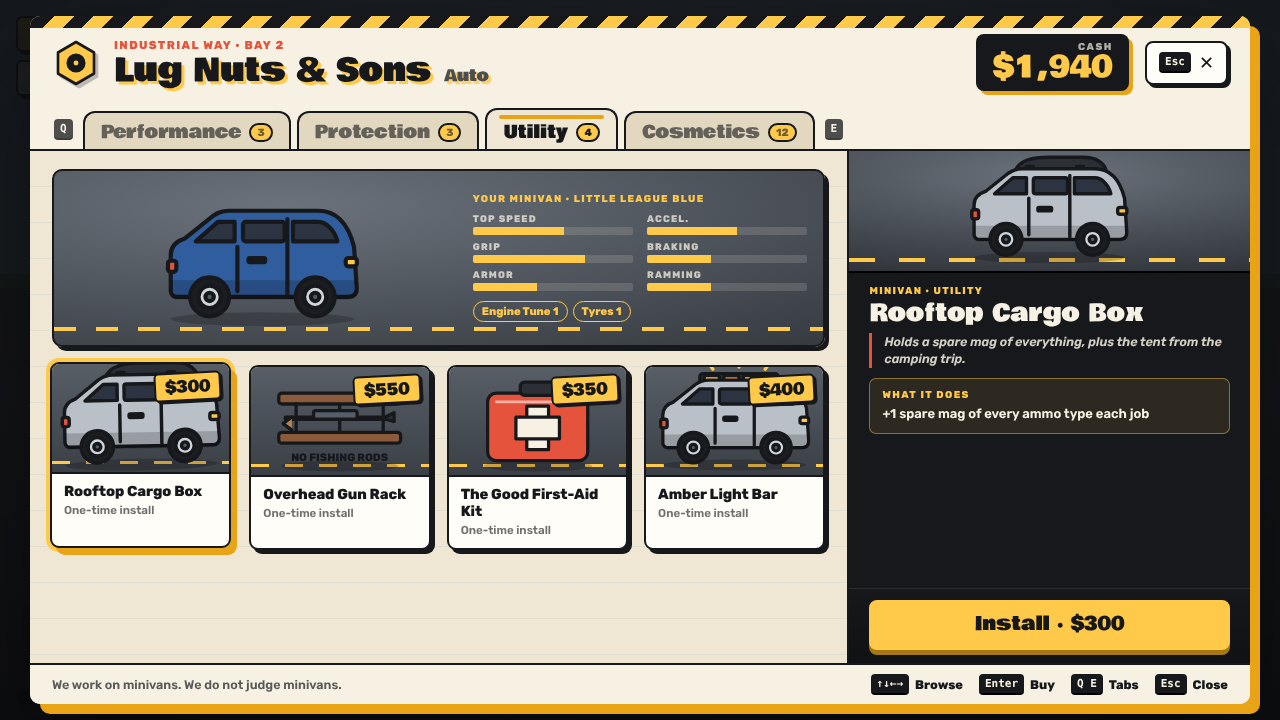 INDUSTRIAL WAY · BAY 2
Lug Nuts & Sons Auto
CASH
$1,940
Esc ✕
Q
Performance 3
Protection 3
Utility 4
Cosmetics 12
E
YOUR MINIVAN · LITTLE LEAGUE BLUE
TOP SPEED
ACCEL.
GRIP
BRAKING
ARMOR
RAMMING
Engine Tune 1
Tyres 1
$300
Rooftop Cargo Box
One-time install
$550
NO FISHING RODS
Overhead Gun Rack
One-time install
$350
The Good First-Aid
Kit
One-time install
$400
Amber Light Bar
One-time install
MINIVAN · UTILITY
Rooftop Cargo Box
Holds a spare mag of everything, plus the tent from the
camping trip.
WHAT IT DOES
+1 spare mag of every ammo type each job
Install · $300
We work on minivans. We do not judge minivans.
↑↓←→ Browse
Enter Buy
Q E Tabs
Esc Close